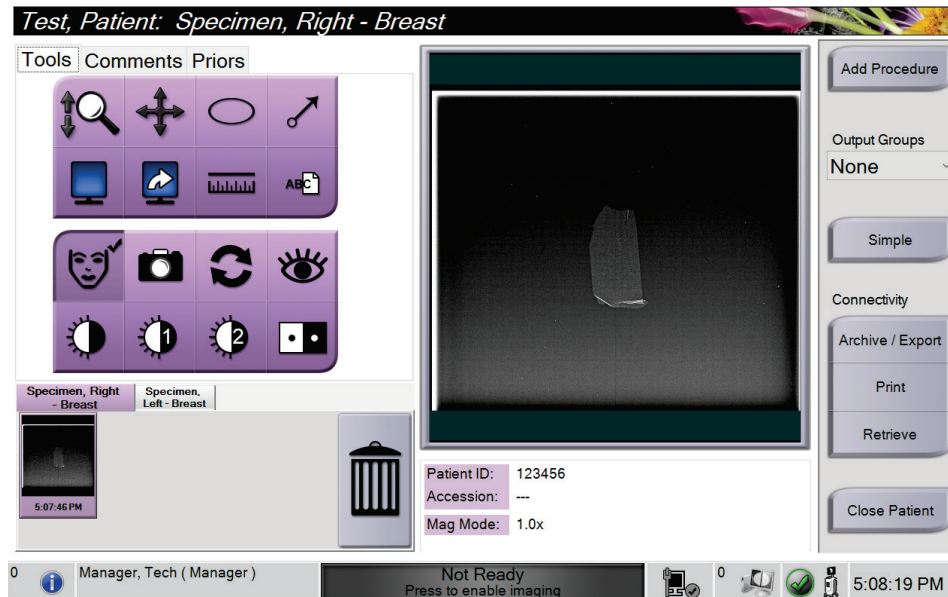 Test, Patient:  Specimen, Right - Breast
Tools
Comments
Priors
ABC
1
2
Specimen, Right
- Breast
Specimen,
Left - Breast
5:07:46 PM
Patient ID: 123456
Accession: ---
Mag Mode: 1.0x
Add Procedure
Output Groups
None
Simple
Connectivity
Archive / Export
Print
Retrieve
Close Patient
0
Manager, Tech ( Manager )
Not Ready
Press to enable imaging
0
5:08:19 PM